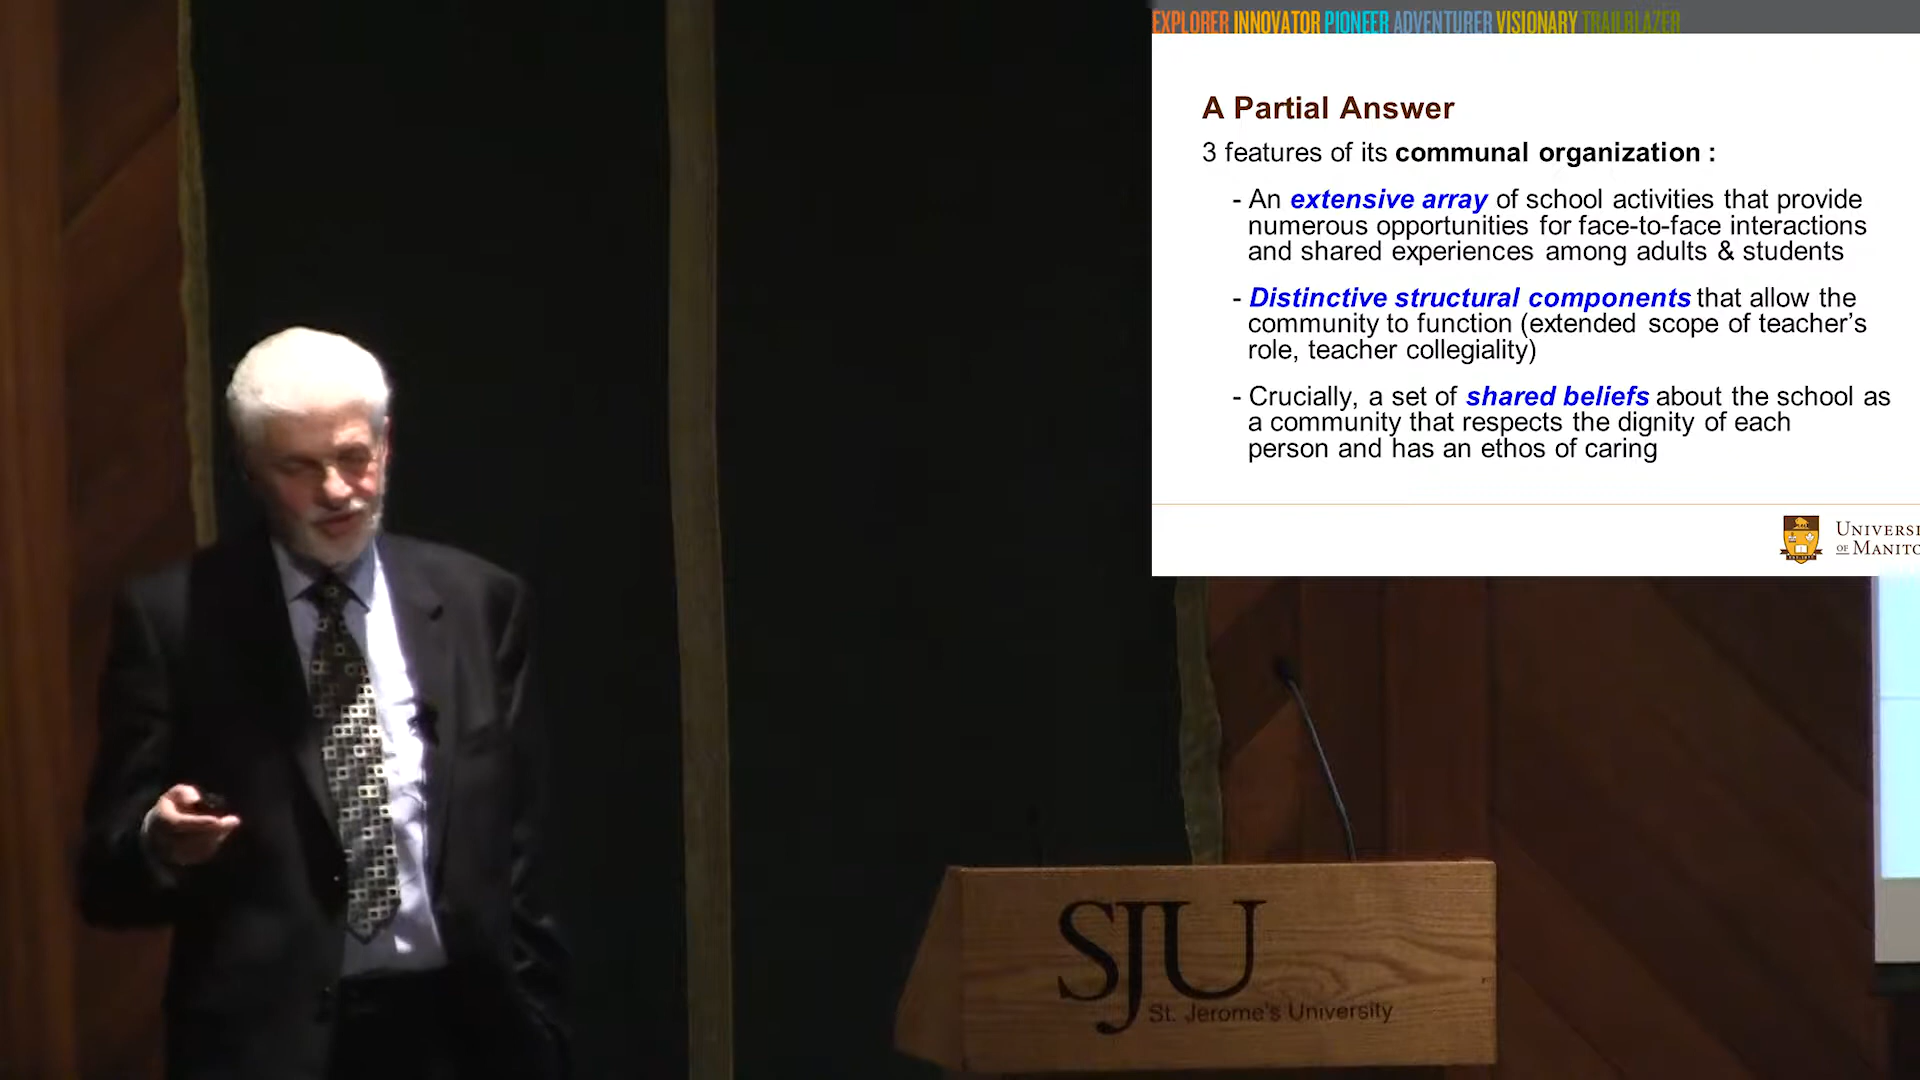 EXPLORER INNOVATOR PIONEER ADVENTURER VISIONARY TRAILBLAZER
A Partial Answer
3 features of its communal organization :
- An extensive array of school activities that provide
numerous opportunities for face-to-face interactions
and shared experiences among adults & students
- Distinctive structural components that allow the
community to function (extended scope of teacher's
role, teacher collegiality)
- Crucially, a set of shared beliefs about the school as
a community that respects the dignity of each
person and has an ethos of caring
UNIVERSI
OF MANITO
SJU
St. Jerome's University